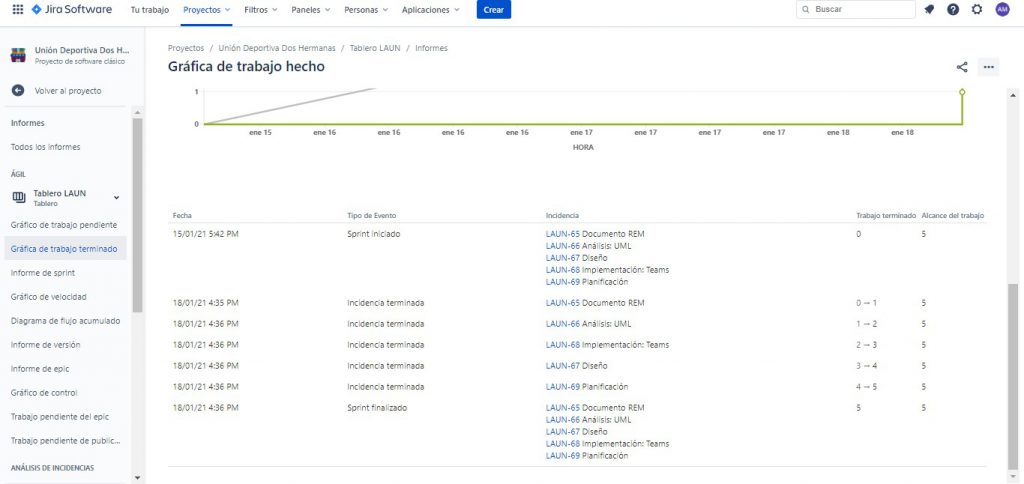 Jira Software
Tu trabajo
Proyectos
Filtros
Paneles
Personas
Aplicaciones
Crear
Buscar
AM
Unión Deportiva Dos H...
Proyecto de software clásico
Volver al proyecto
Informes
Todos los informes
ÁGIL
Tablero LAUN
Tablero
Gráfico de trabajo pendiente
Gráfica de trabajo terminado
Informe de sprint
Gráfico de velocidad
Diagrama de flujo acumulado
Informe de versión
Informe de epic
Gráfico de control
Trabajo pendiente del epic
Trabajo pendiente de public...
ANÁLISIS DE INCIDENCIAS
Proyectos / Unión Deportiva Dos Hermanas / Tablero LAUN / Informes
Gráfica de trabajo hecho
1
0
ene 15 ene 16 ene 16 ene 16 ene 16 ene 17 ene 17 ene 17 ene 17 ene 18 ene 18
HORA
Fecha Tipo de Evento Incidencia Trabajo terminado Alcance del trabajo
15/01/21 5:42 PM Sprint iniciado LAUN-65 Documento REM 0 5
LAUN-66 Análisis: UML
LAUN-67 Diseño
LAUN-68 Implementación: Teams
LAUN-69 Planificación
18/01/21 4:35 PM Incidencia terminada LAUN-65 Documento REM 0 → 1 5
18/01/21 4:36 PM Incidencia terminada LAUN-66 Análisis: UML 1 → 2 5
18/01/21 4:36 PM Incidencia terminada LAUN-68 Implementación: Teams 2 → 3 5
18/01/21 4:36 PM Incidencia terminada LAUN-67 Diseño 3 → 4 5
18/01/21 4:36 PM Incidencia terminada LAUN-69 Planificación 4 → 5 5
18/01/21 4:36 PM Sprint finalizado LAUN-65 Documento REM 5 5
LAUN-66 Análisis: UML
LAUN-67 Diseño
LAUN-68 Implementación: Teams
LAUN-69 Planificación